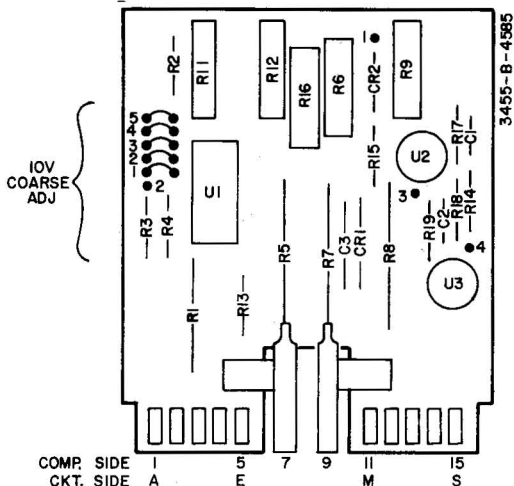 3455-B-4585
1
R2
R11
R12
R16
R6
CR2
R9
5
4
3
2
1
2
10V
COARSE
ADJ
R3
R4
U1
R15
U2
R17
C1
3
R19
C2
R18
R14
4
R1
R13
R5
R7
C3
CR1
R8
U3
COMP. SIDE 1 5 7 9 11 15
CKT. SIDE A E M S